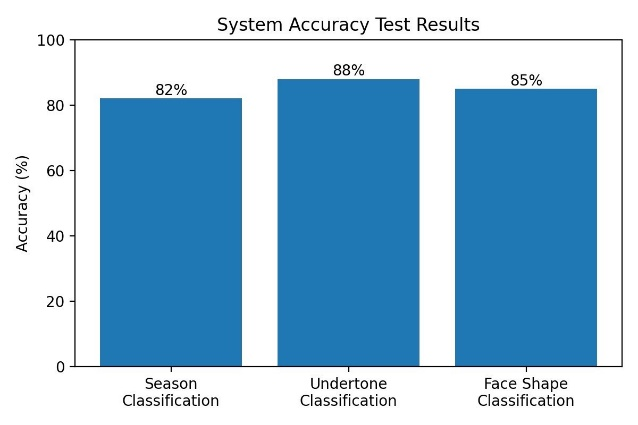 System Accuracy Test Results
100
80
60
40
20
0
Accuracy (%)
82%
88%
85%
Season
Classification
Undertone
Classification
Face Shape
Classification